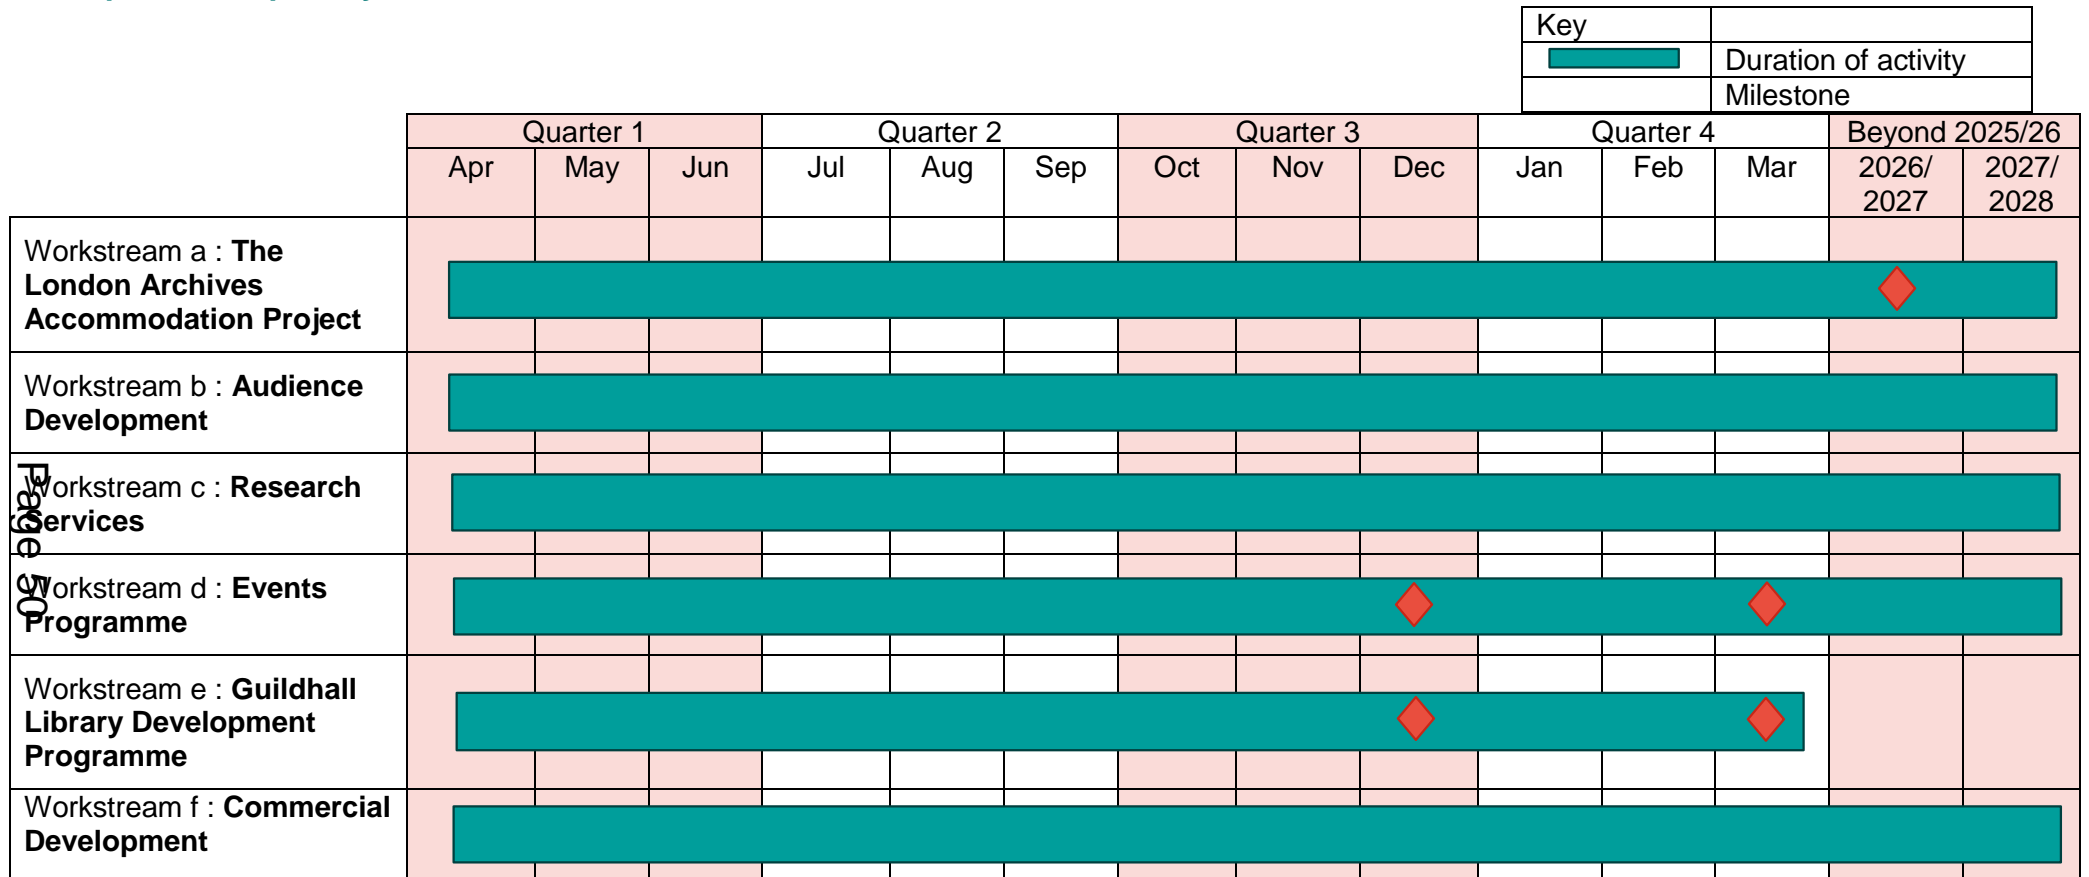 Key
Duration of activity
Milestone
Quarter 1 Quarter 2 Quarter 3 Quarter 4 Beyond 2025/26
Apr May Jun Jul Aug Sep Oct Nov Dec Jan Feb Mar 2026/ 2027/
2027 2028
Workstream a : The
London Archives
Accommodation Project
Workstream b : Audience
Development
Workstream c : Research
Services
Workstream d : Events
Programme
Workstream e : Guildhall
Library Development
Programme
Workstream f : Commercial
Development
Page 50